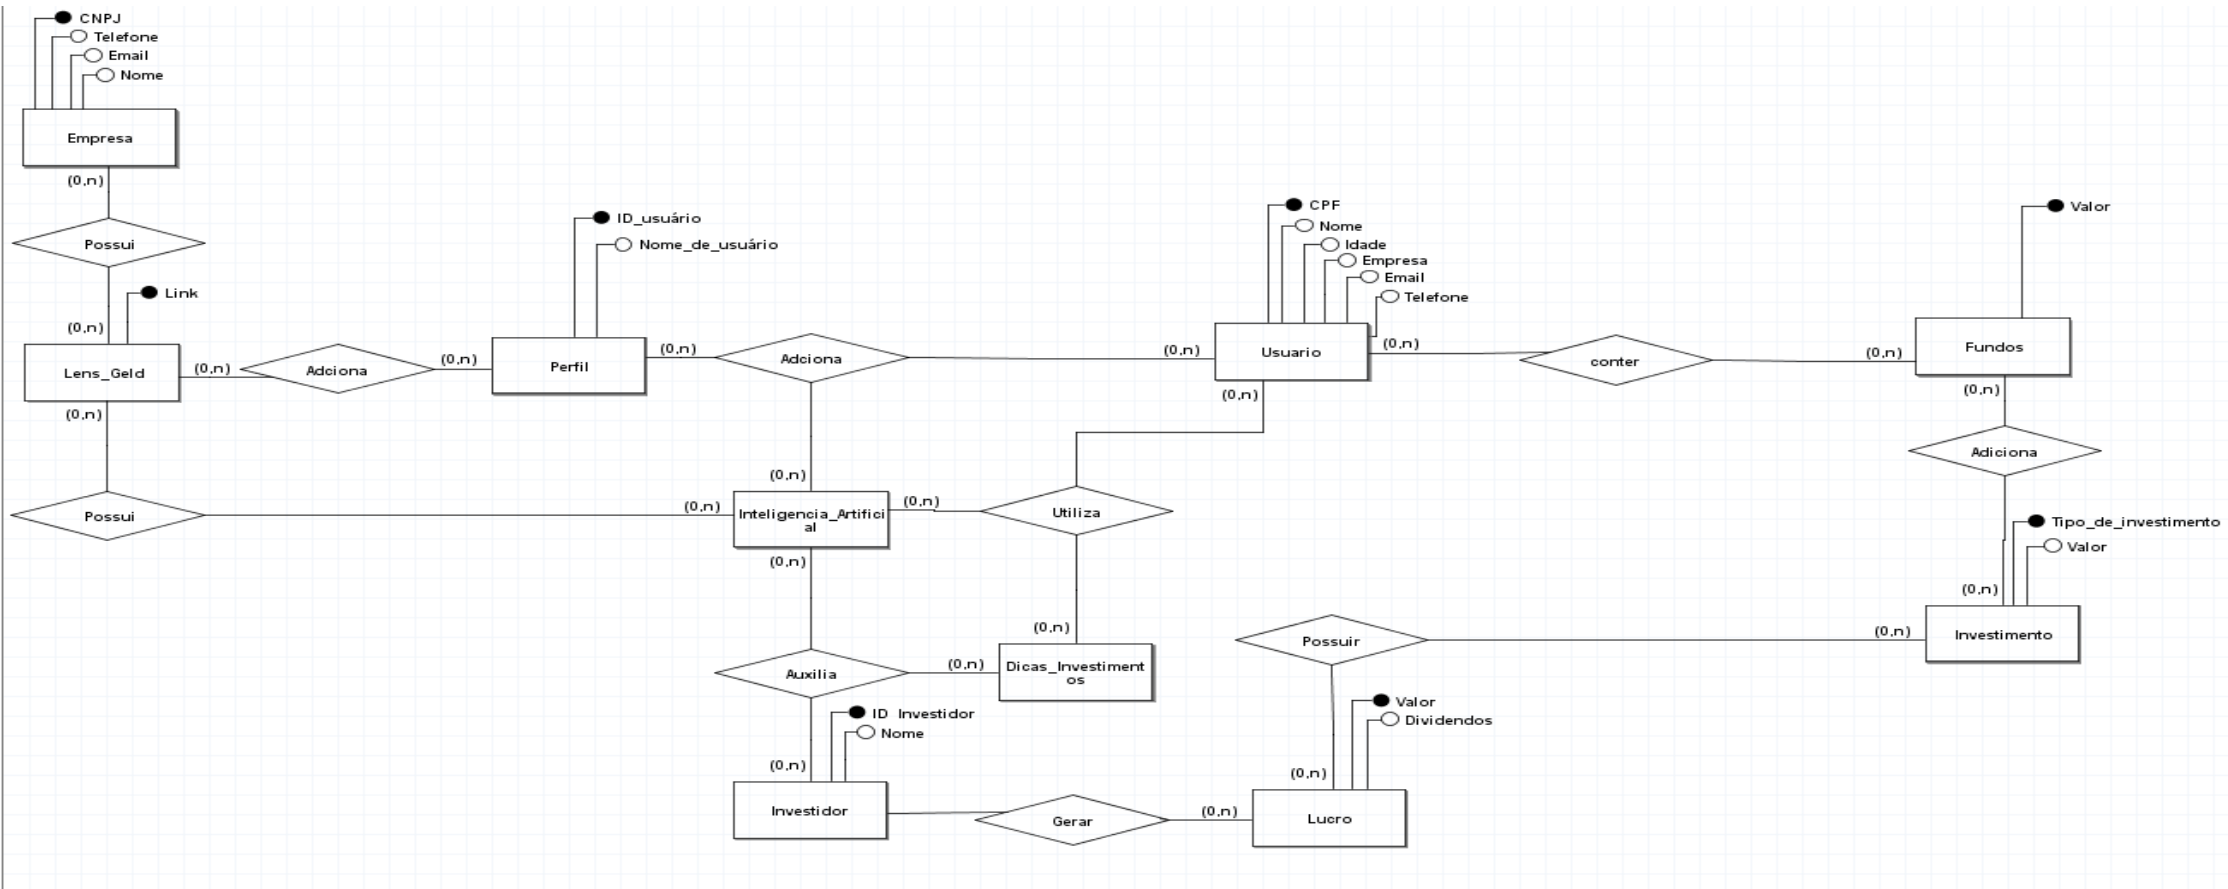 CNPJ
Telefone
Email
Nome
Empresa
(0,n)
Possui
(0,n)
Link
Lens_Geld
(0,n)
Adciona
(0,n)
ID_usuário
Nome_de_usuário
Perfil
(0,n)
Adciona
(0,n)
CPF
Nome
Idade
Empresa
Email
Telefone
Usuario
(0,n)
conter
(0,n)
Valor
Fundos
(0,n)
Adiciona
(0,n)
Tipo_de_investimento
Valor
Investimento
(0,n)
Possuir
(0,n)
Valor
Dividendos
Lucro
(0,n)
Gerar
(0,n)
Possui
(0,n)
(0,n)
Inteligencia_Artifici
al
(0,n)
Utiliza
(0,n)
(0,n)
Dicas_Investiment
os
(0,n)
Auxilia
(0,n)
ID Investidor
Nome
(0,n)
Investidor